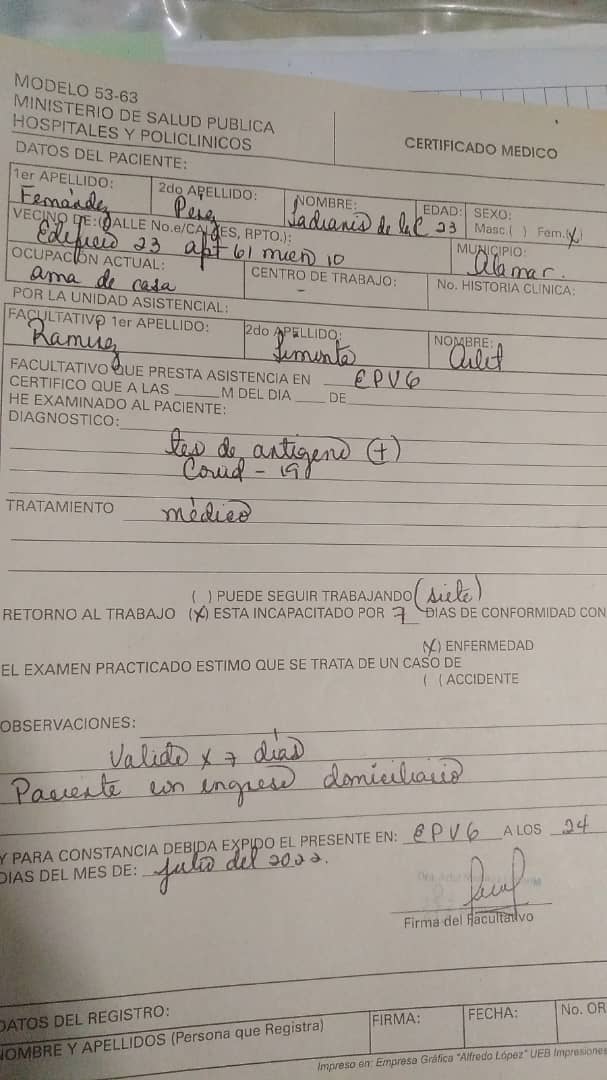 MODELO 53-63
MINISTERIO DE SALUD PUBLICA
HOSPITALES Y POLICLINICOS
CERTIFICADO MEDICO
DATOS DEL PACIENTE:
1er APELLIDO: 2do APELLIDO: NOMBRE: EDAD: SEXO:
Fernández Pérez de la C 23 Masc.( ) Fem.(X)
VECINO DE: (CALLE No.e/CALLES, RPTO.): MUNICIPIO:
Edificio 23 apt 61 micro 10 Alamar.
OCUPACIÓN ACTUAL: CENTRO DE TRABAJO: No. HISTORIA CLINICA:
ama de casa -
POR LA UNIDAD ASISTENCIAL:
FACULTATIVO 1er APELLIDO: 2do APELLIDO: NOMBRE:
Ramirez
FACULTATIVO QUE PRESTA ASISTENCIA EN EPV6
CERTIFICO QUE A LAS ______M DEL DIA ____ DE
HE EXAMINADO AL PACIENTE:
DIAGNOSTICO:
tes de antigeno (+)
Covid - 19
TRATAMIENTO médico
( ) PUEDE SEGUIR TRABAJANDO (siete)
RETORNO AL TRABAJO (X) ESTA INCAPACITADO POR 7 DIAS DE CONFORMIDAD CON
(X) ENFERMEDAD
EL EXAMEN PRACTICADO ESTIMO QUE SE TRATA DE UN CASO DE
( ( ACCIDENTE
OBSERVACIONES:
Valido x 7 días
Paciente con ingreso domiciliario
Y PARA CONSTANCIA DEBIDA EXPIDO EL PRESENTE EN: EPV6 A LOS 24
DIAS DEL MES DE: julio del 2022.
Firma del Facultativo
DATOS DEL REGISTRO:
NOMBRE Y APELLIDOS (Persona que Registra) FIRMA: FECHA: No. OR
Impreso en: Empresa Gráfica "Alfredo López" UEB Impresiones